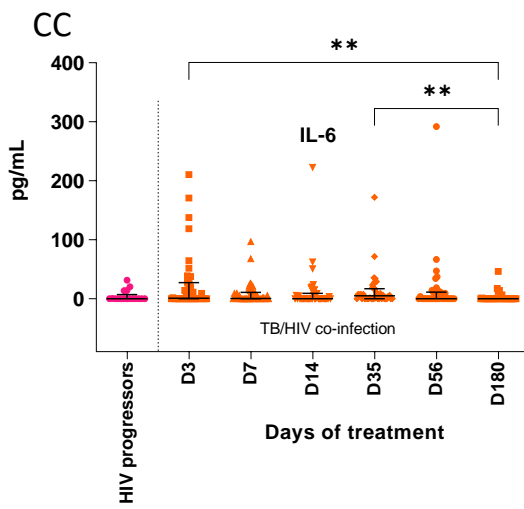 CC
**
**
IL-6
pg/mL
400
300
200
100
0
TB/HIV co-infection
HIV progressors
D3
D7
D14
D35
D56
D180
Days of treatment